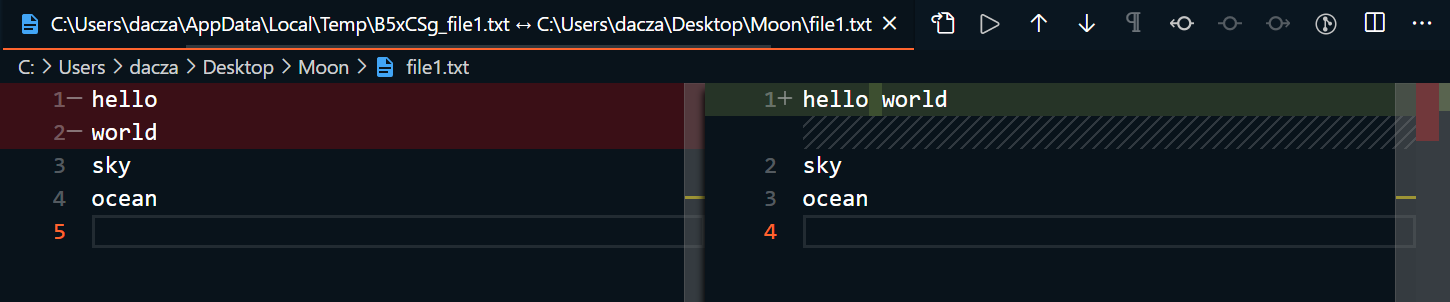 C:\Users\dacza\AppData\Local\Temp\B5xCSg_file1.txt ↔ C:\Users\dacza\Desktop\Moon\file1.txt
C: > Users > dacza > Desktop > Moon > file1.txt
1− hello
2− world
3 sky
4 ocean
5
1+ hello world
2 sky
3 ocean
4